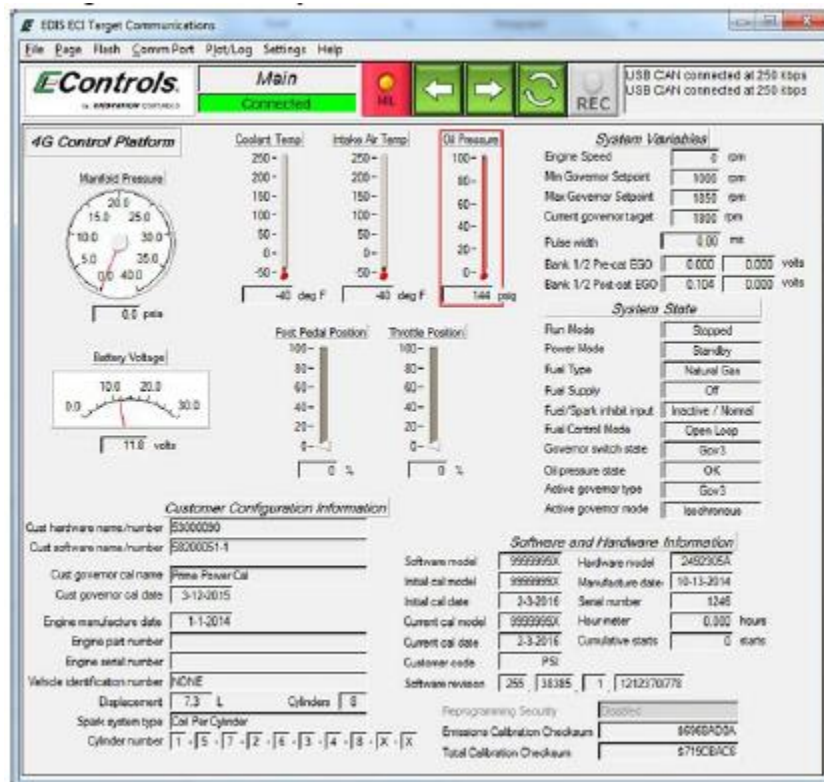 EDIS ECI Target Communications
File Page Flash Comm Port Plot/Log Settings Help
EControls. Main MIL REC USB CAN connected at 250 kbps
Connected USB CAN connected at 250 kbps
4G Control Platform
Manifold Pressure
0.0 5.0 10.0 15.0 20.0 25.0 30.0 35.0 40.0
0.0 psia
Battery Voltage
0.0 10.0 20.0 30.0
11.8 volts
Coolant Temp
250
200
150
100
50
0
-50
-40 deg F
Intake Air Temp
250
200
150
100
50
0
-50
-40 deg F
Oil Pressure
100
80
60
40
20
0
144 psig
Foot Pedal Position
100
80
60
40
20
0
0 %
Throttle Position
100
80
60
40
20
0
0 %
System Variables
Engine Speed 0 rpm
Min Governor Setpoint 1000 rpm
Max Governor Setpoint 1850 rpm
Current governor target 1800 rpm
Pulse width 0.00 ms
Bank 1/2 Pre-cat EGO 0.000 0.000 volts
Bank 1/2 Post-cat EGO 0.104 0.000 volts
System State
Run Mode Stopped
Power Mode Standby
Fuel Type Natural Gas
Fuel Supply Off
Fuel/Spark inhibit input Inactive / Normal
Fuel Control Mode Open Loop
Governor switch state Gov3
Oil pressure state OK
Active governor type Gov3
Active governor mode Isochronous
Customer Configuration Information
Cust hardware name/number 53000090
Cust software name/number 58200051-1
Cust governor cal name Prime Power Cal
Cust governor cal date 3-12-2015
Engine manufacture date 1-1-2014
Engine part number
Engine serial number
Vehicle identification number NONE
Displacement 7.3 L Cylinders 8
Spark system type Coil Per Cylinder
Cylinder number 1 - 5 - 7 - 2 - 6 - 3 - 4 - 8 - X - X
Software and Hardware Information
Software model 9999999X Hardware model 2492305A
Initial cal model 9999999X Manufacture date 10-13-2014
Initial cal date 2-3-2016 Serial number 1246
Current cal model 9999999X Hour meter 0.000 hours
Current cal date 2-3-2016 Cumulative starts 0 starts
Customer code PSI
Software revision 255 . 38385 . 1 . 1212370778
Reprogramming Security Disabled
Emissions Calibration Checksum
Total Calibration Checksum